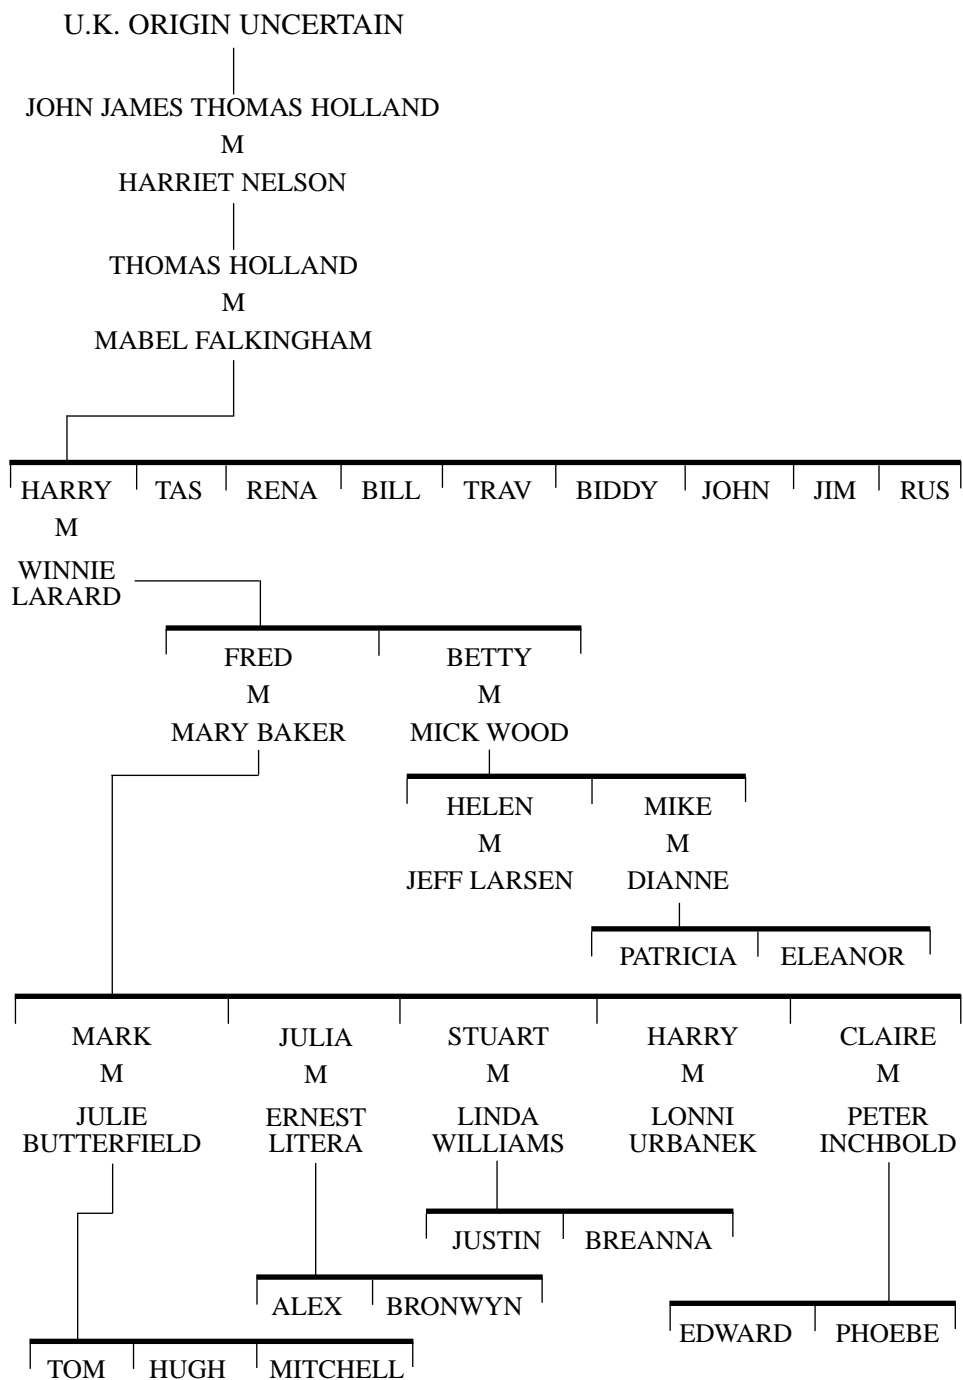 U.K. ORIGIN UNCERTAIN
JOHN JAMES THOMAS HOLLAND
M
HARRIET NELSON
THOMAS HOLLAND
M
MABEL FALKINGHAM
HARRY TAS RENA BILL TRAV BIDDY JOHN JIM RUS
M
WINNIE
LARARD
FRED BETTY
M M
MARY BAKER MICK WOOD
HELEN MIKE
M M
JEFF LARSEN DIANNE
PATRICIA ELEANOR
MARK JULIA STUART HARRY CLAIRE
M M M M M
JULIE ERNEST LINDA LONNI PETER
BUTTERFIELD LITERA WILLIAMS URBANEK INCHBOLD
JUSTIN BREANNA
ALEX BRONWYN
EDWARD PHOEBE
TOM HUGH MITCHELL